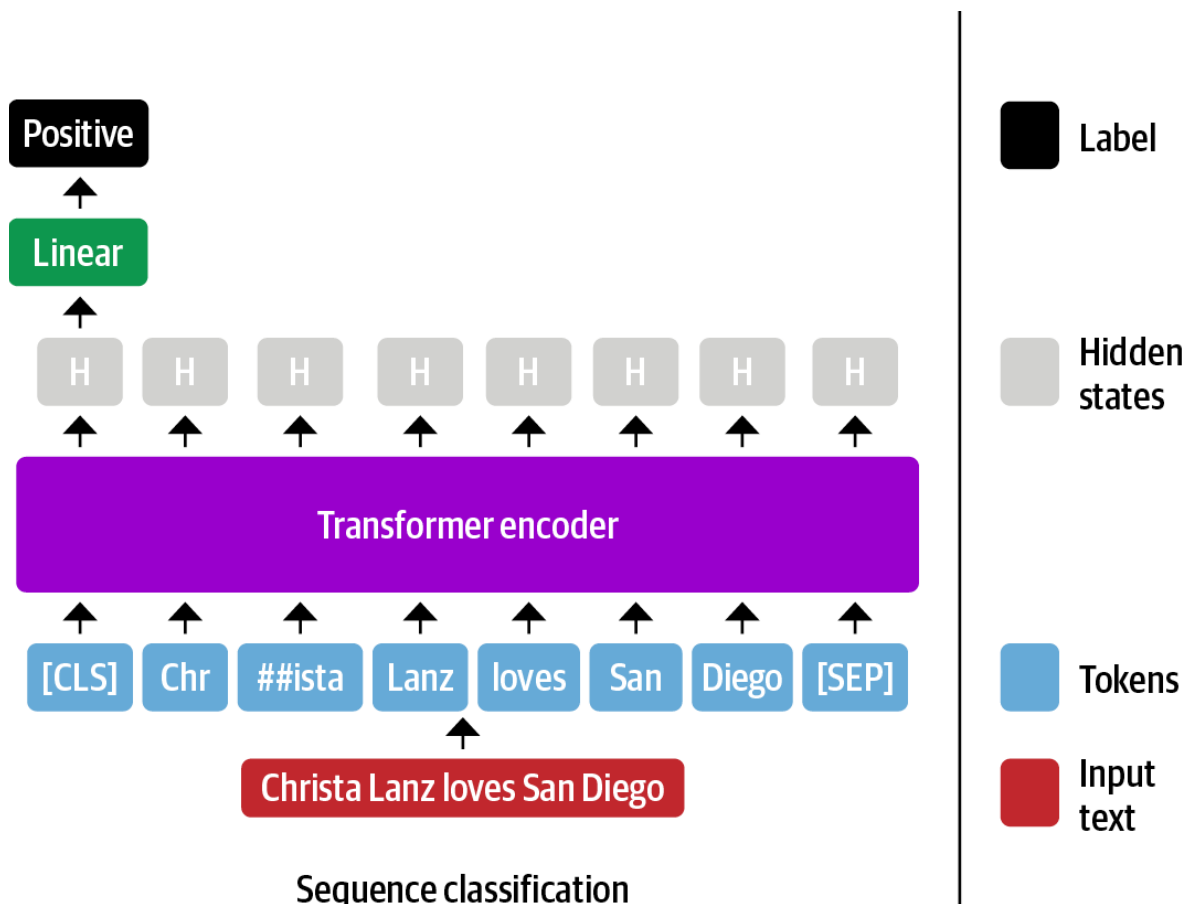 Positive
Linear
H H H H H H H H
Transformer encoder
[CLS] Chr ##ista Lanz loves San Diego [SEP]
Christa Lanz loves San Diego
Sequence classification
Label
Hidden
states
Tokens
Input
text